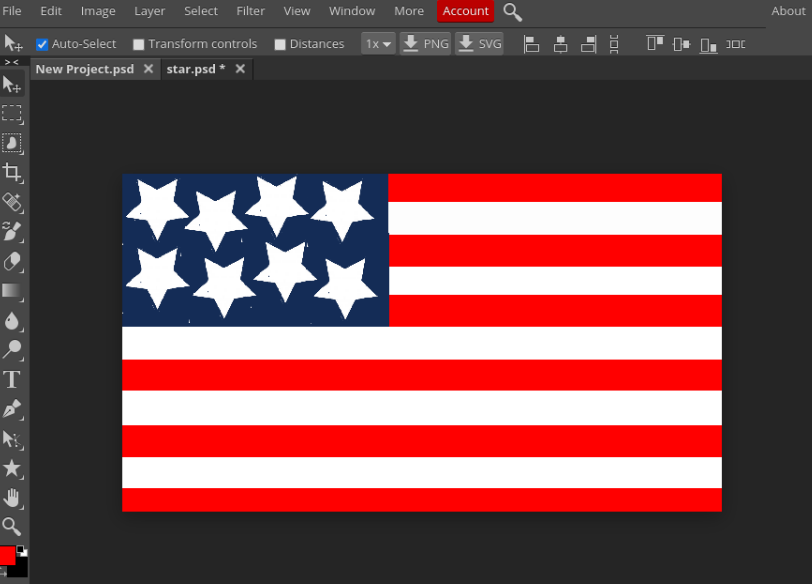 File Edit Image Layer Select Filter View Window More Account About
Auto-Select Transform controls Distances 1x PNG SVG
> <
New Project.psd star.psd *
T